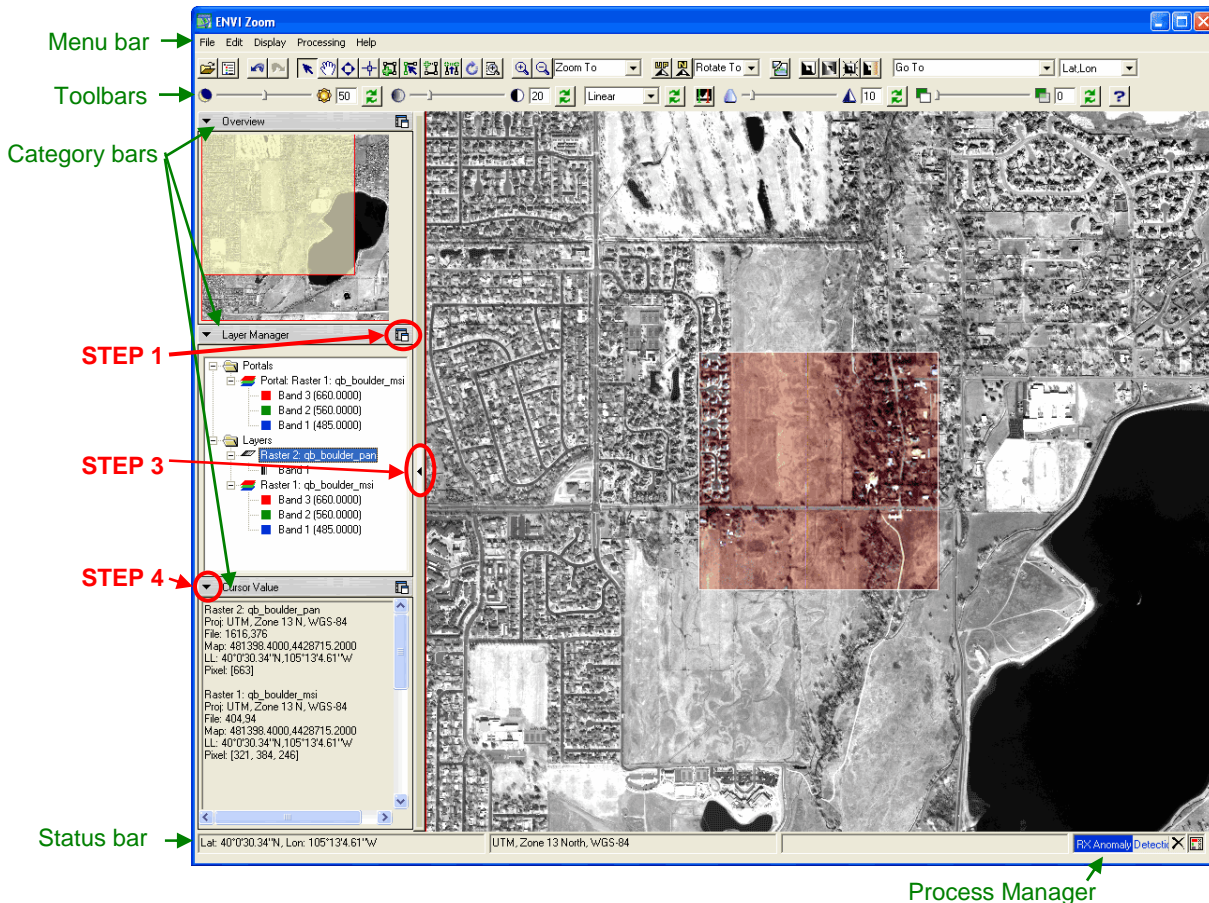 ENVI Zoom
Menu bar
File Edit Display Processing Help
Zoom To
Rotate To
Go To
Lat,Lon
Toolbars
50
20
Linear
10
0
?
Overview
Category bars
Layer Manager
STEP 1
Portals
Portal: Raster 1: qb_boulder_msi
Band 3 (660.0000)
Band 2 (560.0000)
Band 1 (485.0000)
Layers
Raster 2: qb_boulder_pan
STEP 3
Band 1
Raster 1: qb_boulder_msi
Band 3 (660.0000)
Band 2 (560.0000)
Band 1 (485.0000)
STEP 4
Cursor Value
Raster 2: qb_boulder_pan
Proj: UTM, Zone 13 N, WGS-84
File: 1616,376
Map: 481398.4000,4428715.2000
LL: 40°0'30.34"N,105°13'4.61"W
Pixel: [663]
Raster 1: qb_boulder_msi
Proj: UTM, Zone 13 N, WGS-84
File: 404,94
Map: 481398.4000,4428715.2000
LL: 40°0'30.34"N,105°13'4.61"W
Pixel: [321, 384, 246]
Status bar
Lat: 40°0'30.34"N, Lon: 105°13'4.61"W
UTM, Zone 13 North, WGS-84
RX Anomaly Detectic
Process Manager